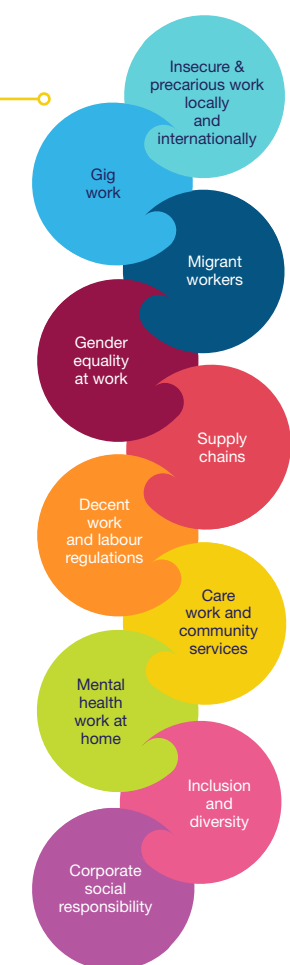 Insecure &
precarious work
locally
and
internationally
Gig
work
Migrant
workers
Gender
equality
at work
Supply
chains
Decent
work
and labour
regulations
Care
work and
community
services
Mental
health
work at
home
Inclusion
and
diversity
Corporate
social
responsibility